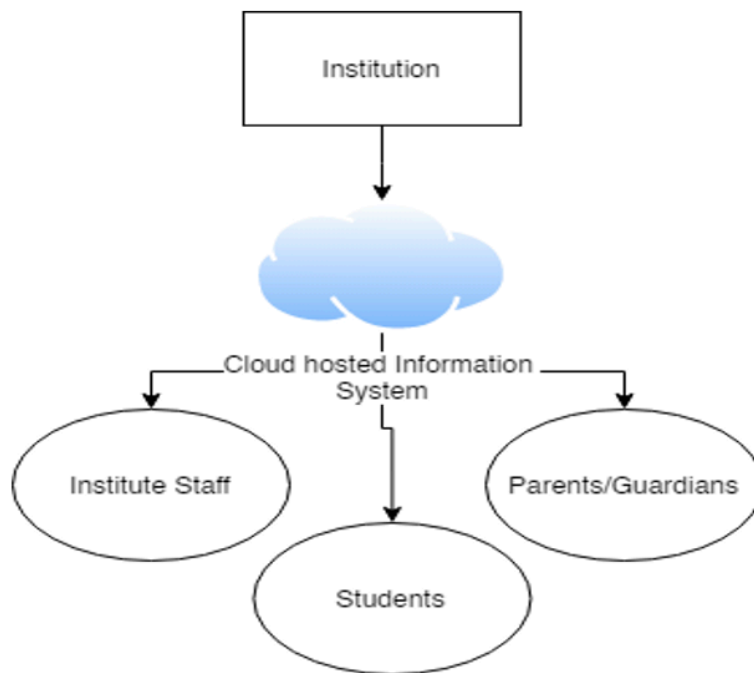 Institution
Cloud hosted Information
System
Institute Staff
Parents/Guardians
Students